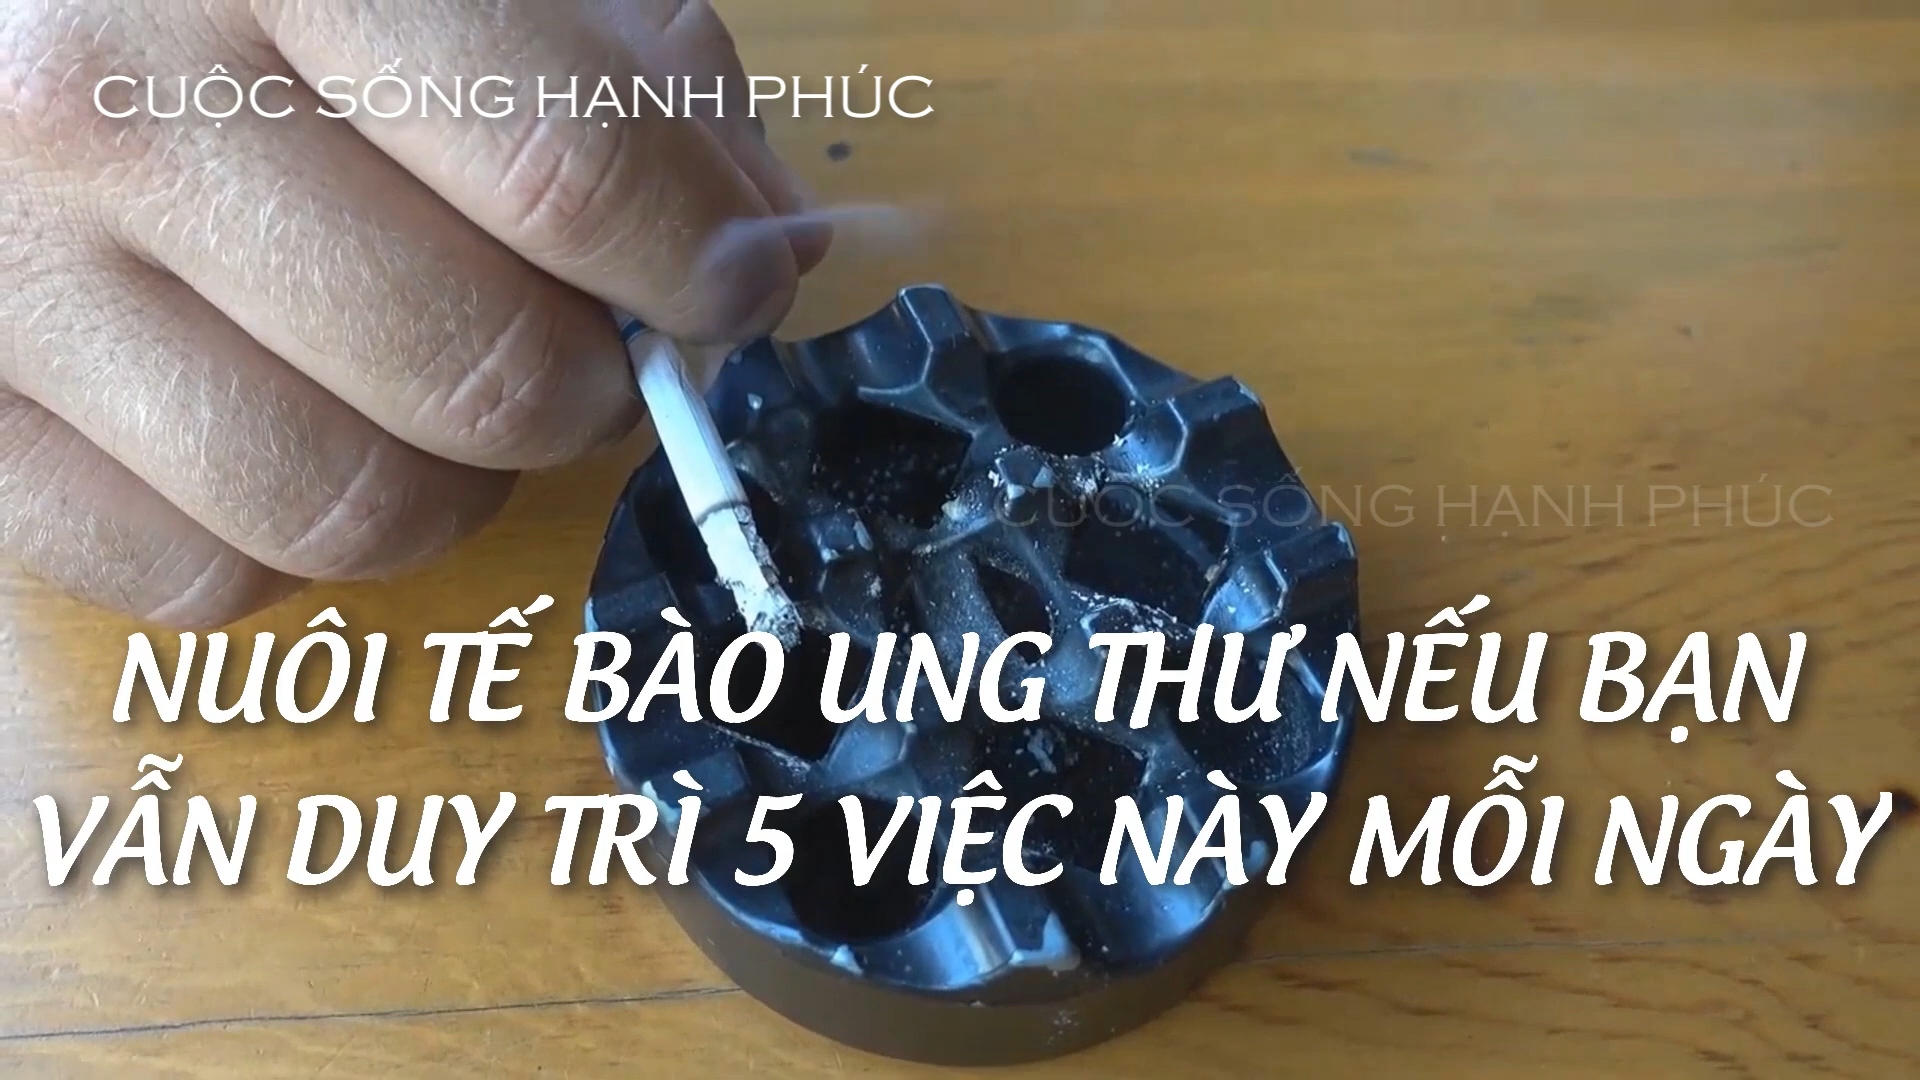 CUỘC SỐNG HẠNH PHÚC
CUỘC SỐNG HẠNH PHÚC
NUÔI TẾ BÀO UNG THƯ NẾU BẠN
VẪN DUY TRÌ 5 VIỆC NÀY MỖI NGÀY